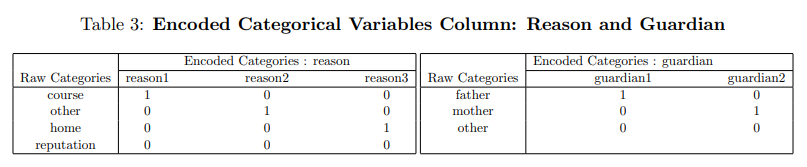 Table 3: Encoded Categorical Variables Column: Reason and Guardian
Encoded Categories : reason Encoded Categories : guardian
Raw Categories reason1 reason2 reason3 Raw Categories guardian1 guardian2
course 1 0 0 father 1 0
other 0 1 0 mother 0 1
home 0 0 1 other 0 0
reputation 0 0 0